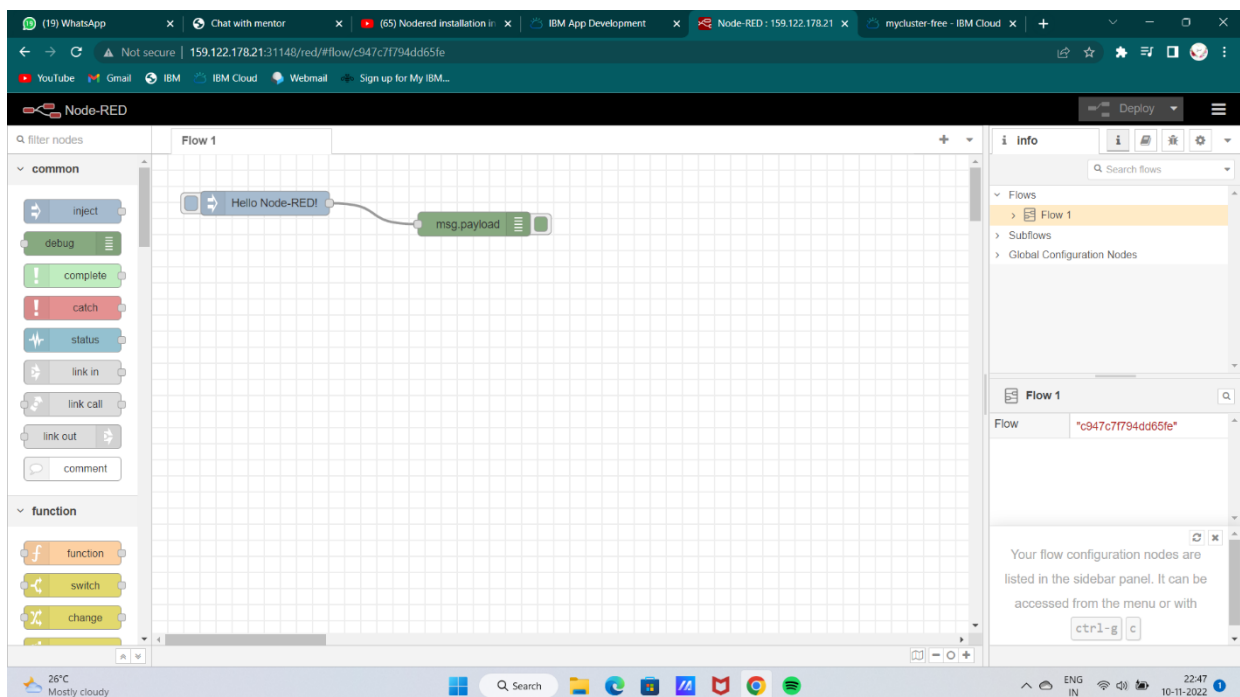 (19) WhatsApp
Chat with mentor
(65) Nodered installation in
IBM App Development
Node-RED : 159.122.178.21
mycluster-free - IBM Cloud
Not secure | 159.122.178.21:31148/red/#flow/c947c7f794dd65fe
YouTube
Gmail
IBM
IBM Cloud
Webmail
Sign up for My IBM...
Node-RED
Deploy
filter nodes
common
inject
debug
complete
catch
status
link in
link call
link out
comment
function
function
switch
change
Flow 1
Hello Node-RED!
msg.payload
info
Search flows
Flows
Flow 1
Subflows
Global Configuration Nodes
Flow 1
Flow "c947c7f794dd65fe"
Your flow configuration nodes are
listed in the sidebar panel. It can be
accessed from the menu or with
ctrl-g c
26°C
Mostly cloudy
Search
ENG
IN
22:47
10-11-2022
1